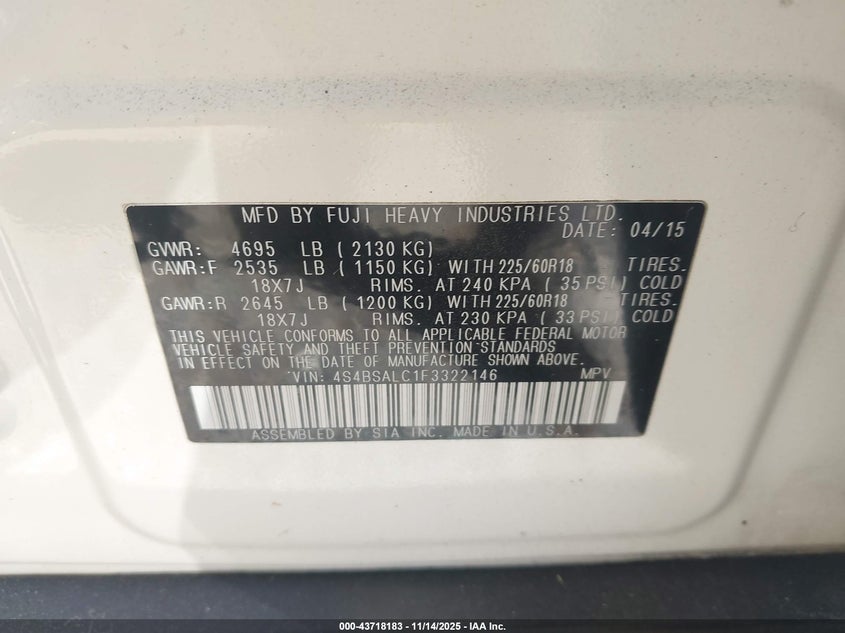 MFD BY FUJI HEAVY INDUSTRIES LTD.
DATE: 04/15
GVWR: 4695 LB (2130 KG)
GAWR:F 2535 LB (1150 KG) WITH 225/60R18 TIRES.
18X7J RIMS. AT 240 KPA (35 PSI) COLD
GAWR:R 2645 LB (1200 KG) WITH 225/60R18 TIRES.
18X7J RIMS. AT 230 KPA (33 PSI) COLD
THIS VEHICLE CONFORMS TO ALL APPLICABLE FEDERAL MOTOR
VEHICLE SAFETY AND THEFT PREVENTION STANDARDS
IN EFFECT ON THE DATE OF MANUFACTURE SHOWN ABOVE.
VIN: 4S4BSALC1F3322146 MPV
ASSEMBLED BY SIA INC. MADE IN U.S.A.
000-43718183 - 11/14/2025 - IAA Inc.